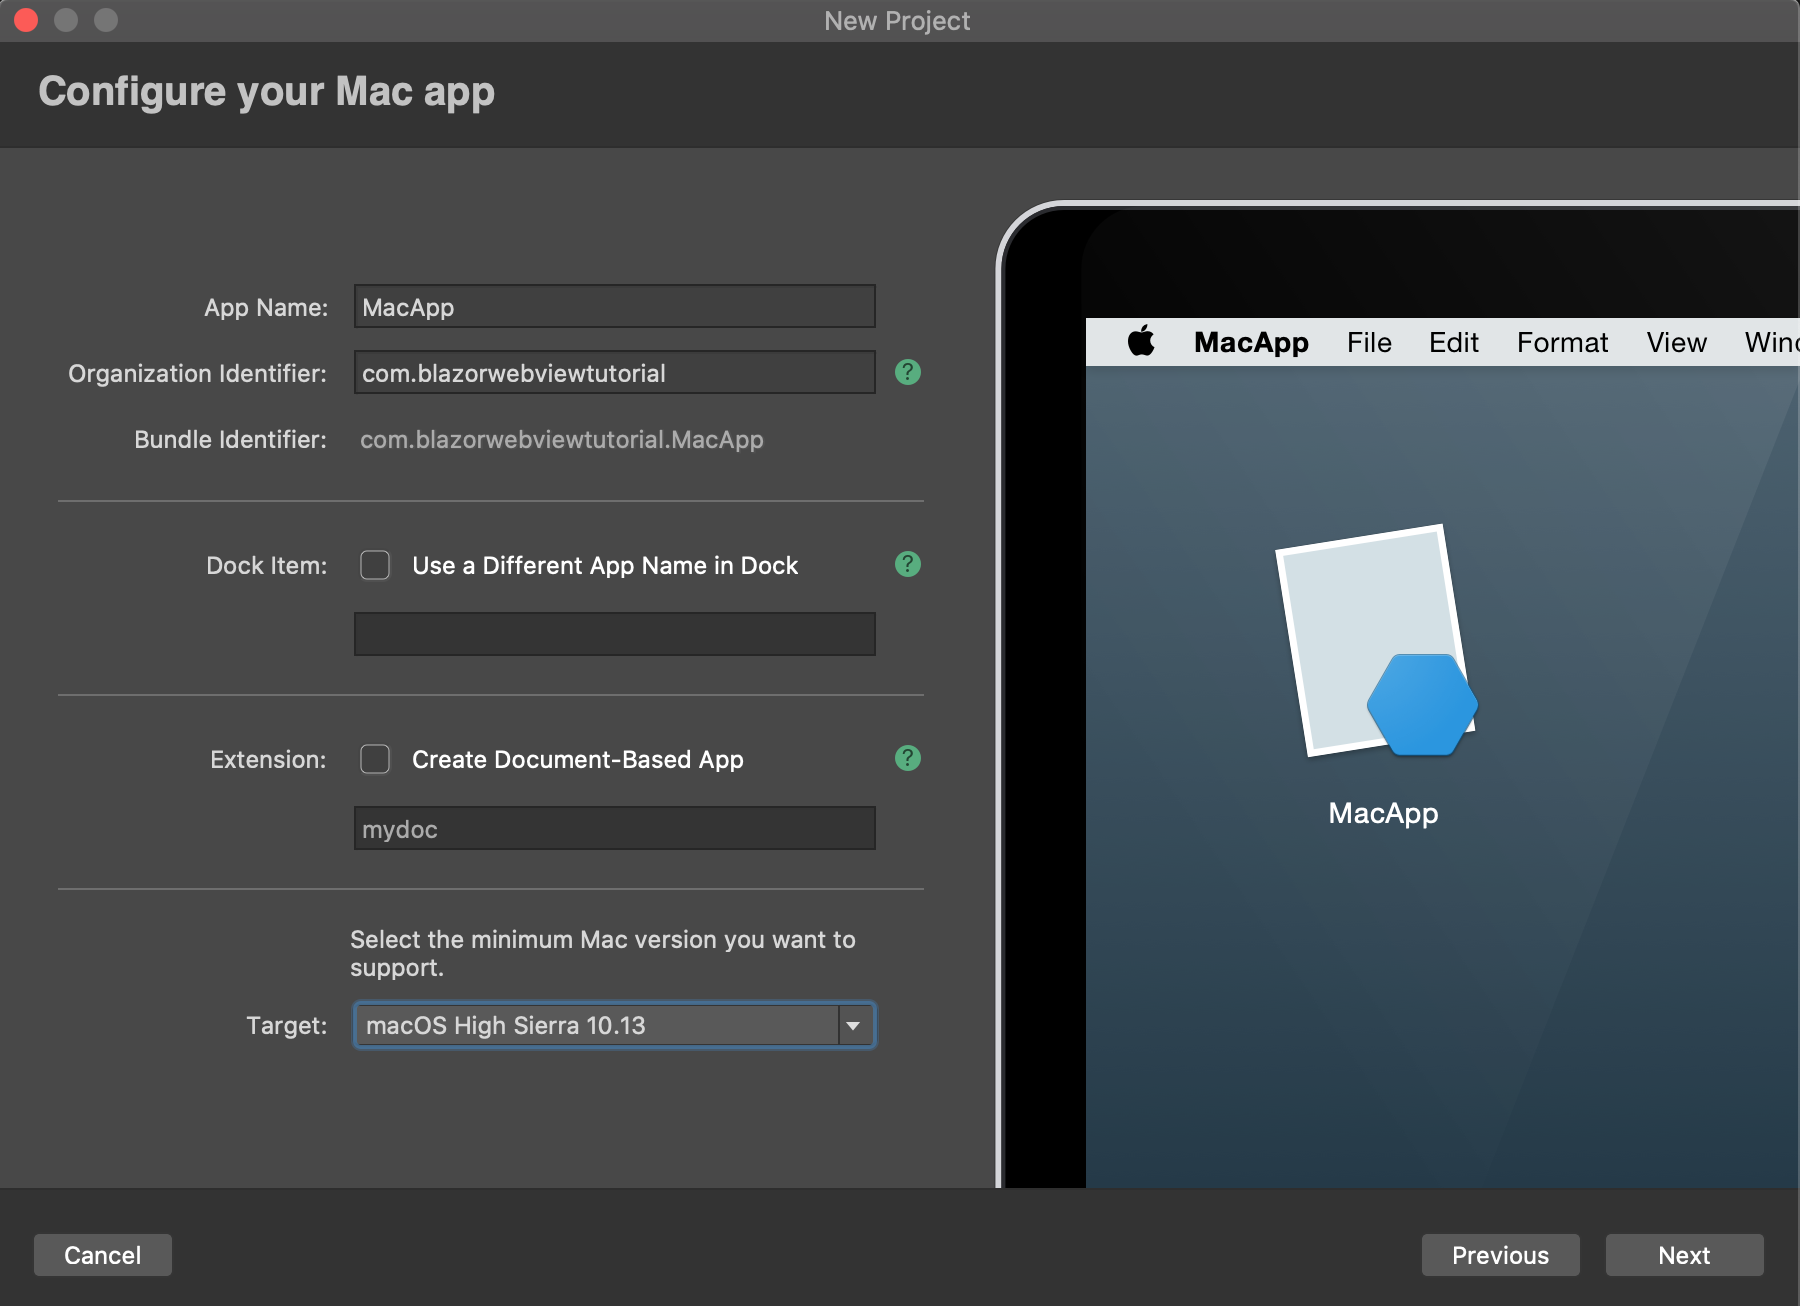 New Project
Configure your Mac app
App Name: MacApp
Organization Identifier: com.blazorwebviewtutorial ?
Bundle Identifier: com.blazorwebviewtutorial.MacApp
Dock Item: Use a Different App Name in Dock ?
Extension: Create Document-Based App ?
mydoc
Select the minimum Mac version you want to
support.
Target: macOS High Sierra 10.13
MacApp File Edit Format View Wind
MacApp
Cancel Previous Next